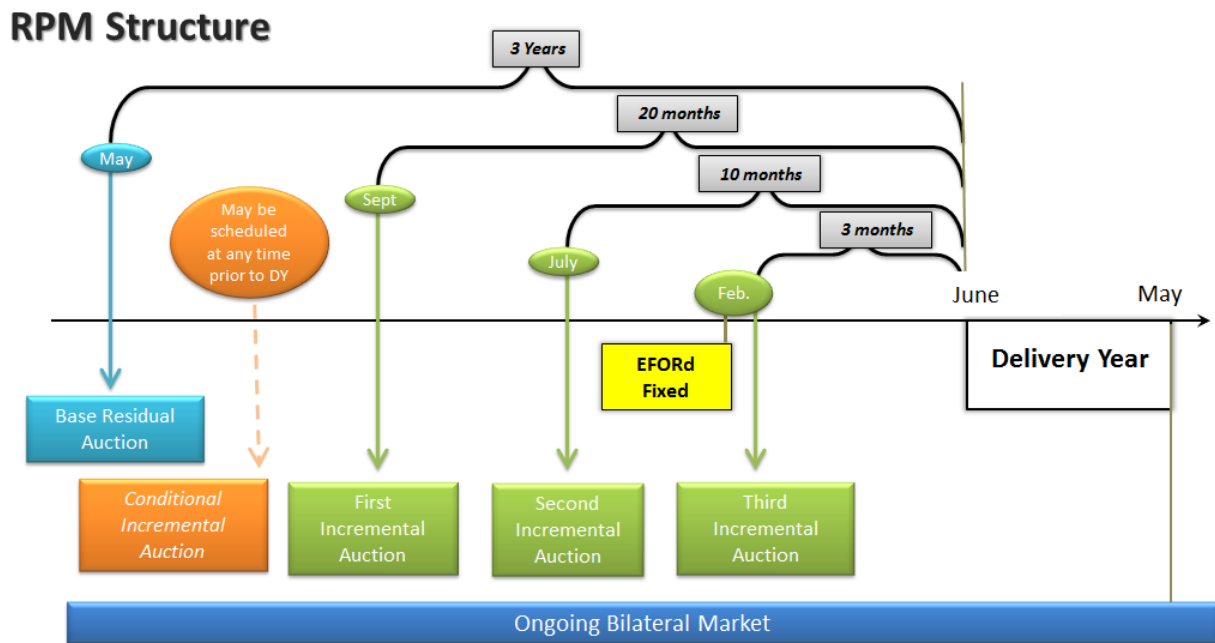 RPM Structure
3 Years
20 months
10 months
3 months
May
May be
scheduled
at any time
prior to DY
Sept
July
Feb.
June
May
EFORd
Fixed
Delivery Year
Base Residual
Auction
Conditional
Incremental
Auction
First
Incremental
Auction
Second
Incremental
Auction
Third
Incremental
Auction
Ongoing Bilateral Market